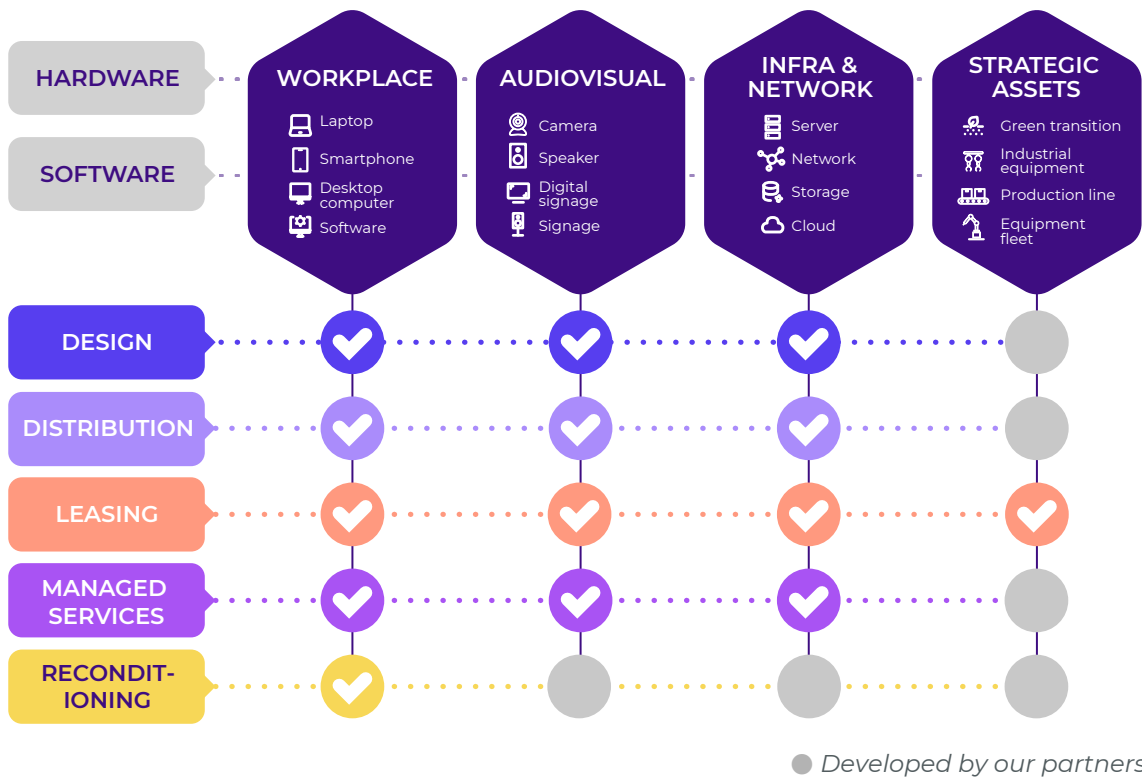 HARDWARE
SOFTWARE
WORKPLACE
Laptop
Smartphone
Desktop
computer
Software
AUDIOVISUAL
Camera
Speaker
Digital
signage
Signage
INFRA &
NETWORK
Server
Network
Storage
Cloud
STRATEGIC
ASSETS
Green transition
Industrial
equipment
Production line
Equipment
fleet
DESIGN
DISTRIBUTION
LEASING
MANAGED
SERVICES
RECONDIT-
IONING
Developed by our partners